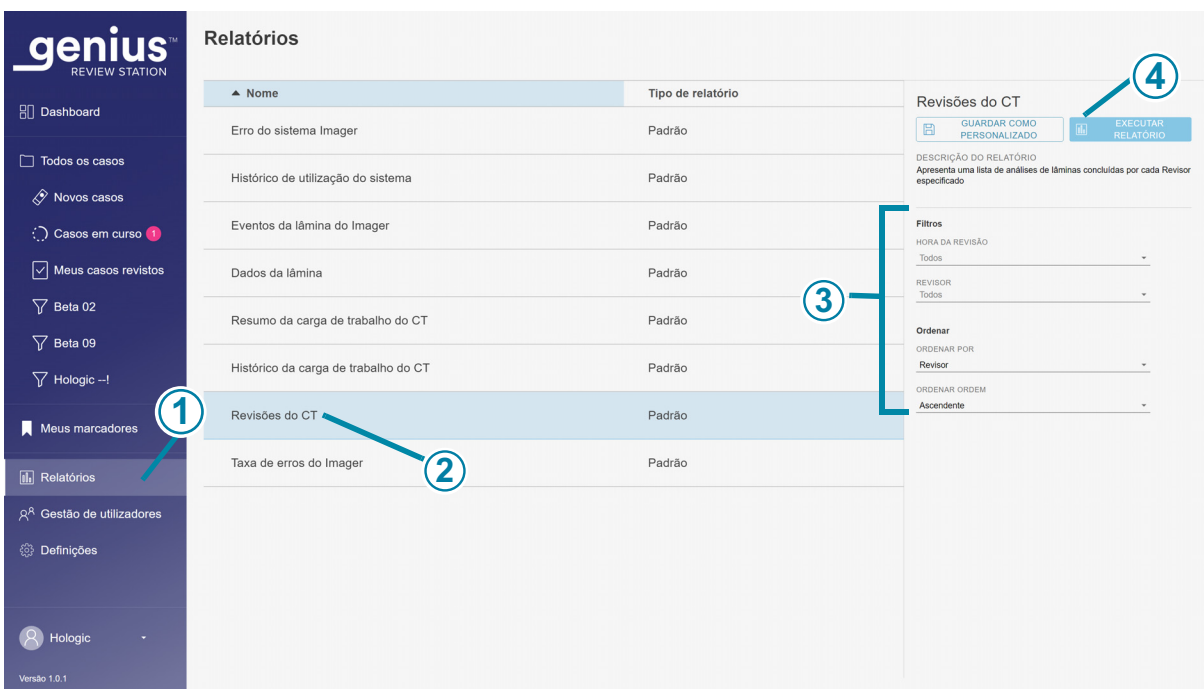 genius™
REVIEW STATION
Dashboard
Todos os casos
Novos casos
Casos em curso 1
Meus casos revistos
Beta 02
Beta 09
Hologic --!
Meus marcadores
Relatórios
Gestão de utilizadores
Definições
Hologic
Versão 1.0.1
Relatórios
Nome Tipo de relatório
Erro do sistema Imager Padrão
Histórico de utilização do sistema Padrão
Eventos da lâmina do Imager Padrão
Dados da lâmina Padrão
Resumo da carga de trabalho do CT Padrão
Histórico da carga de trabalho do CT Padrão
Revisões do CT Padrão
Taxa de erros do Imager Padrão
1
2
3
4
Revisões do CT
GUARDAR COMO
PERSONALIZADO
EXECUTAR
RELATÓRIO
DESCRIÇÃO DO RELATÓRIO
Apresenta uma lista de análises de lâminas concluídas por cada Revisor
especificado
Filtros
HORA DA REVISÃO
Todos
REVISOR
Todos
Ordenar
ORDENAR POR
Revisor
ORDENAR ORDEM
Ascendente